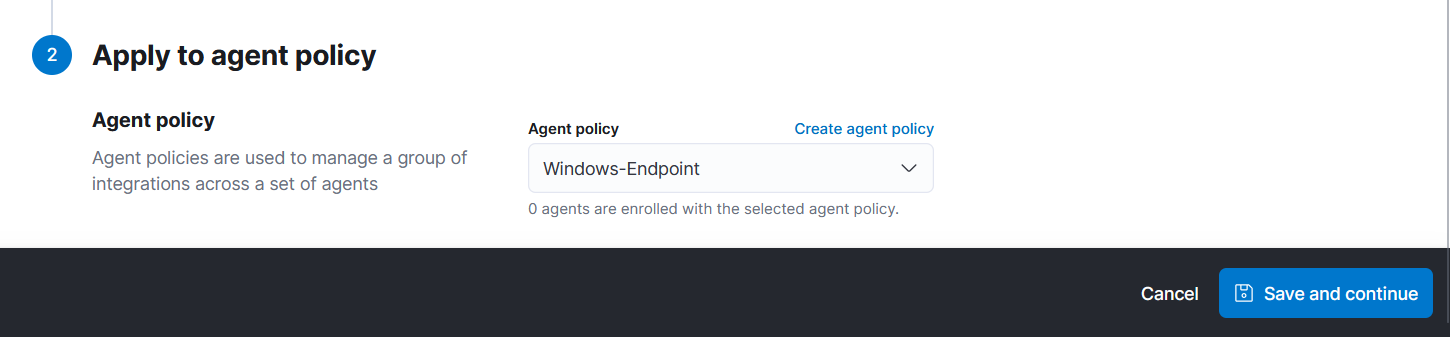 2
Apply to agent policy
Agent policy
Agent policies are used to manage a group of
integrations across a set of agents
Agent policy
Create agent policy
Windows-Endpoint
0 agents are enrolled with the selected agent policy.
Cancel
Save and continue